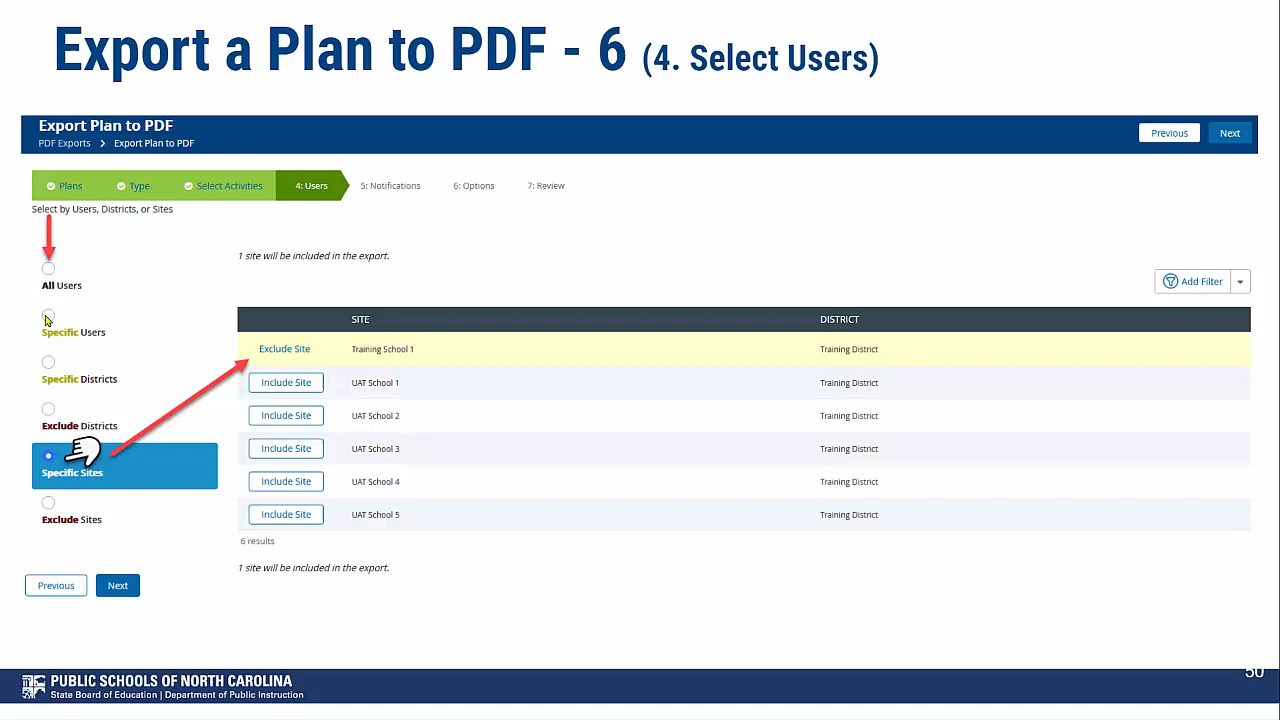 Export a Plan to PDF - 6 (4. Select Users)
Export Plan to PDF
PDF Exports > Export Plan to PDF
Previous Next
Plans Type Select Activities 4: Users 5: Notifications 6: Options 7: Review
Select by Users, Districts, or Sites
1 site will be included in the export.
All Users
Add Filter
Specific Users
Specific Districts
Exclude Districts
Specific Sites
Exclude Sites
SITE DISTRICT
Exclude Site Training School 1 Training District
Include Site UAT School 1 Training District
Include Site UAT School 2 Training District
Include Site UAT School 3 Training District
Include Site UAT School 4 Training District
Include Site UAT School 5 Training District
6 results
1 site will be included in the export.
Previous Next
PUBLIC SCHOOLS OF NORTH CAROLINA
State Board of Education | Department of Public Instruction
50